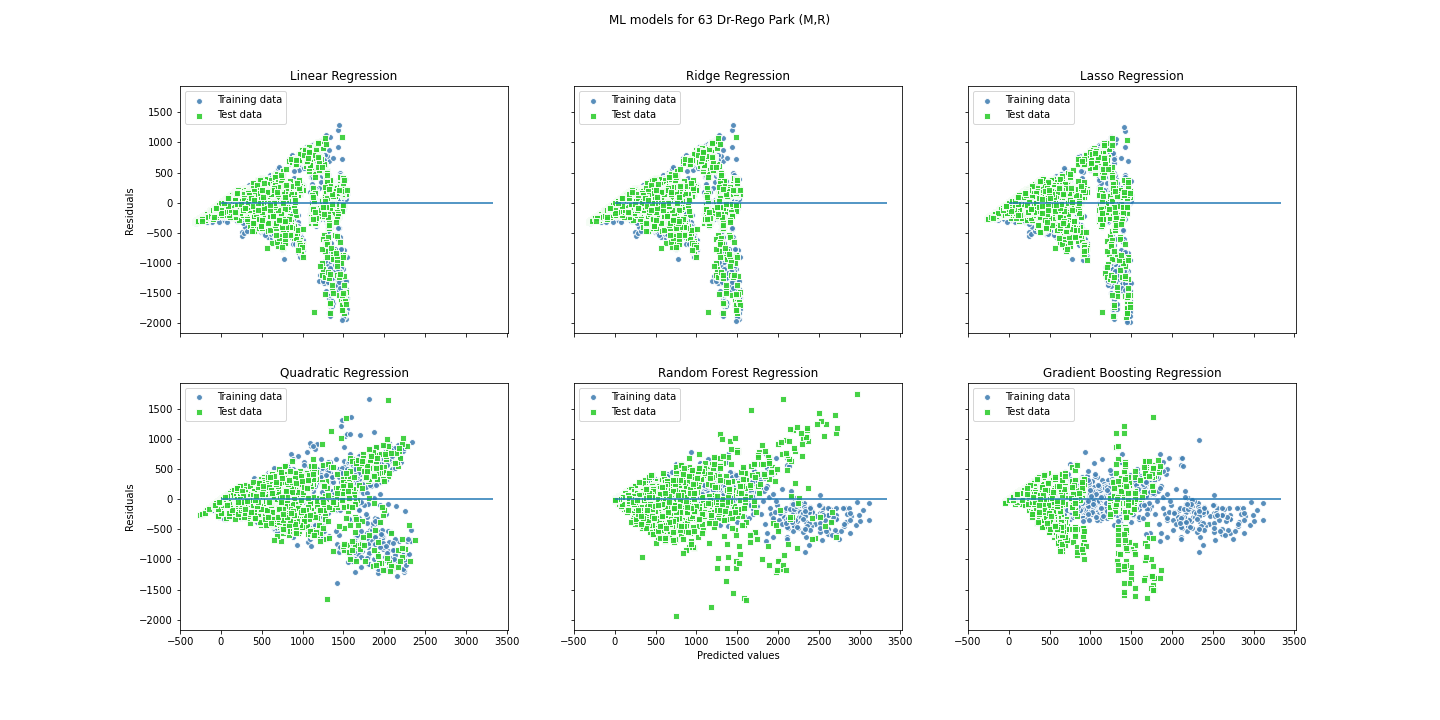 ML models for 63 Dr-Rego Park (M,R)
Linear Regression
Training data
Test data
1500
1000
500
0
−500
−1000
−1500
−2000
Residuals
Ridge Regression
Training data
Test data
Lasso Regression
Training data
Test data
Quadratic Regression
Training data
Test data
1500
1000
500
0
−500
−1000
−1500
−2000
Residuals
−500 0 500 1000 1500 2000 2500 3000 3500
Random Forest Regression
Training data
Test data
−500 0 500 1000 1500 2000 2500 3000 3500
Predicted values
Gradient Boosting Regression
Training data
Test data
−500 0 500 1000 1500 2000 2500 3000 3500